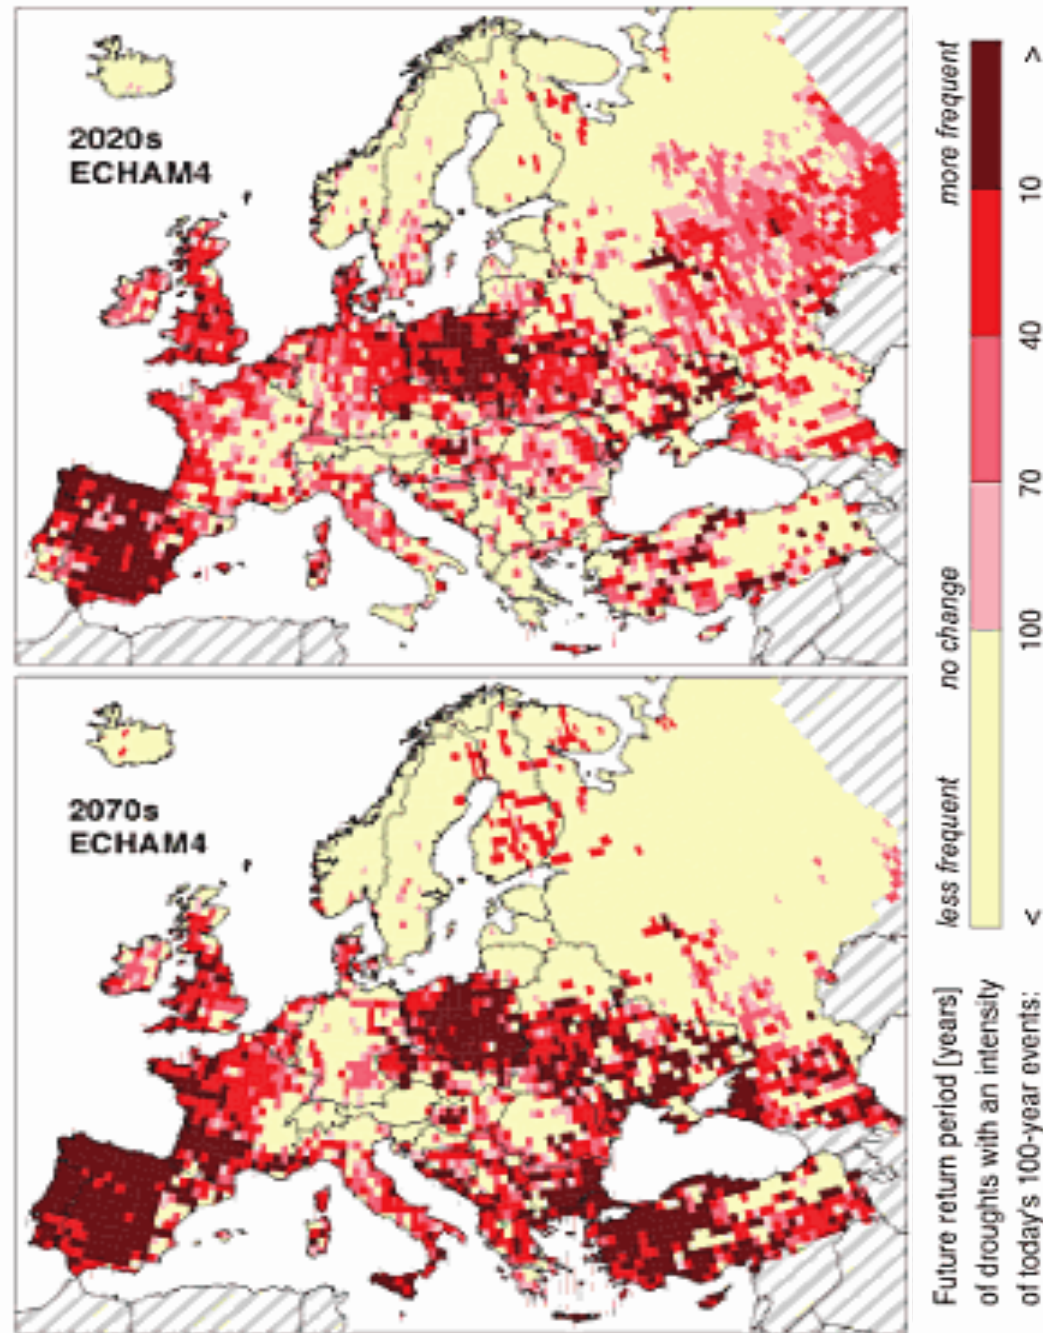 2020s
ECHAM4
2070s
ECHAM4
Future return period [years]
of droughts with an intensity
of today's 100-year events:
less frequent no change more frequent
< 100 70 40 10 >